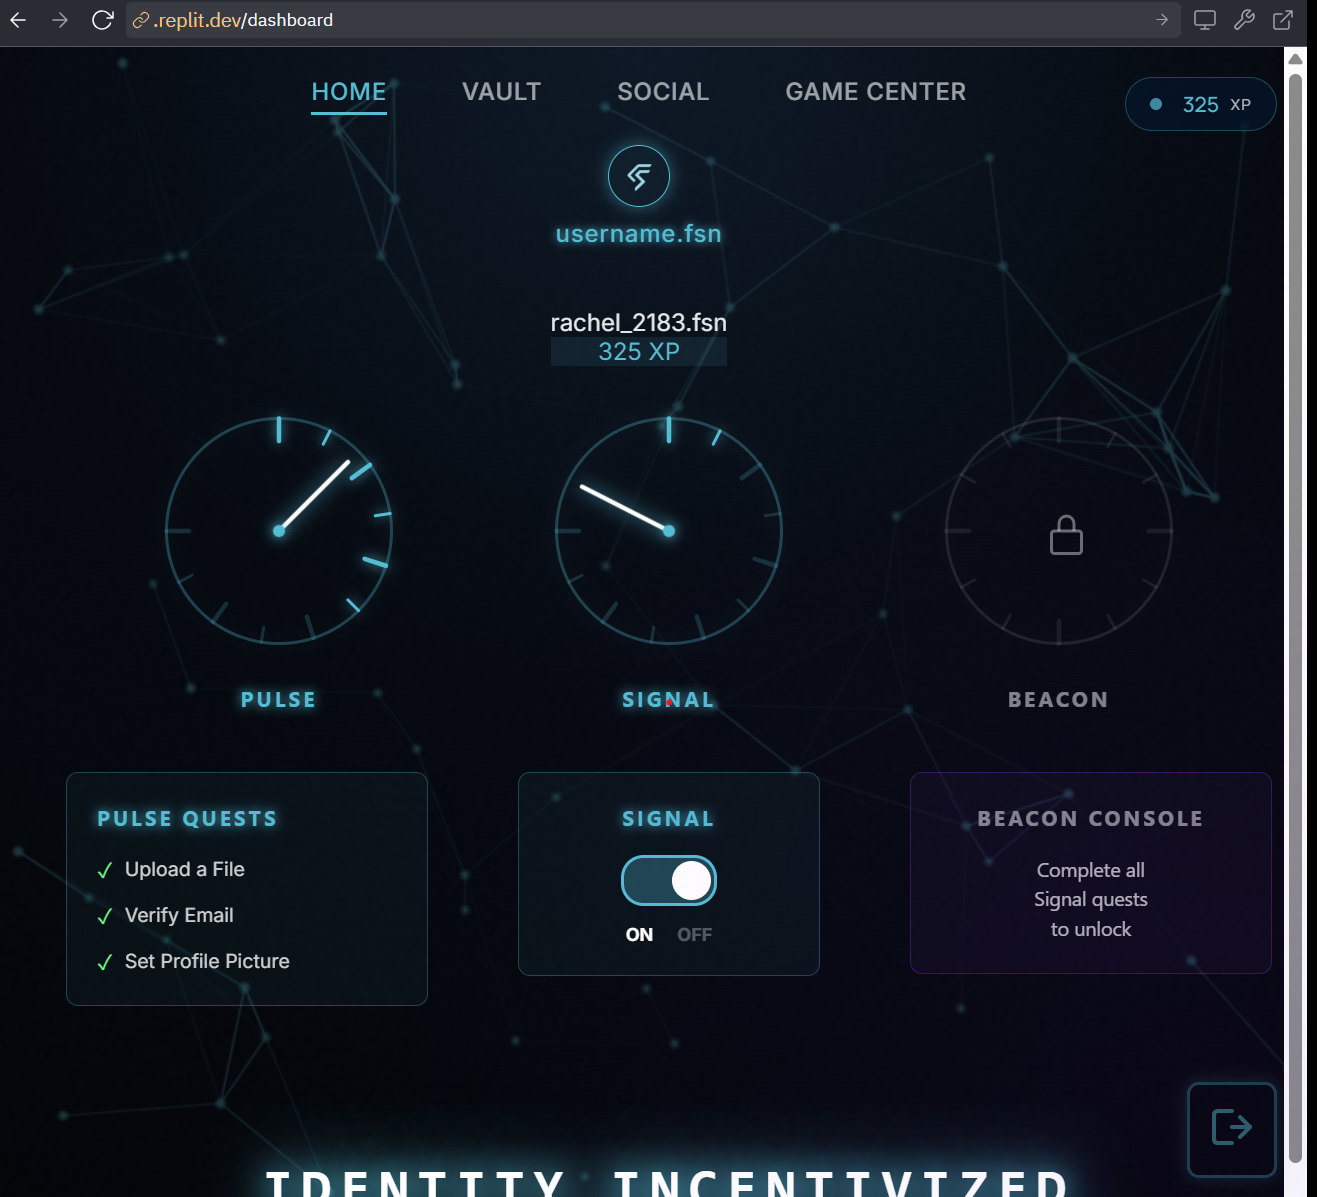 .replit.dev/dashboard
HOME VAULT SOCIAL GAME CENTER
325 XP
username.fsn
rachel_2183.fsn
325 XP
PULSE
SIGNAL
BEACON
PULSE QUESTS
✓ Upload a File
✓ Verify Email
✓ Set Profile Picture
SIGNAL
ON OFF
BEACON CONSOLE
Complete all
Signal quests
to unlock
IDENTITY INCENTIVIZED